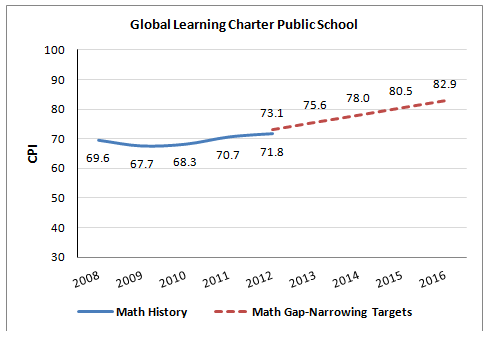 Global Learning Charter Public School
100
90
80
70
60
50
40
30
CPI
69.6 67.7 68.3 70.7 71.8
73.1 75.6 78.0 80.5 82.9
2008 2009 2010 2011 2012 2013 2014 2015 2016
Math History Math Gap-Narrowing Targets